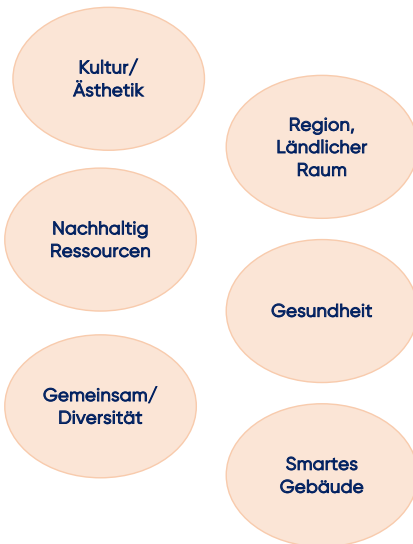 Kultur/
Ästhetik
Region,
Ländlicher
Raum
Nachhaltig
Ressourcen
Gesundheit
Gemeinsam/
Diversität
Smartes
Gebäude